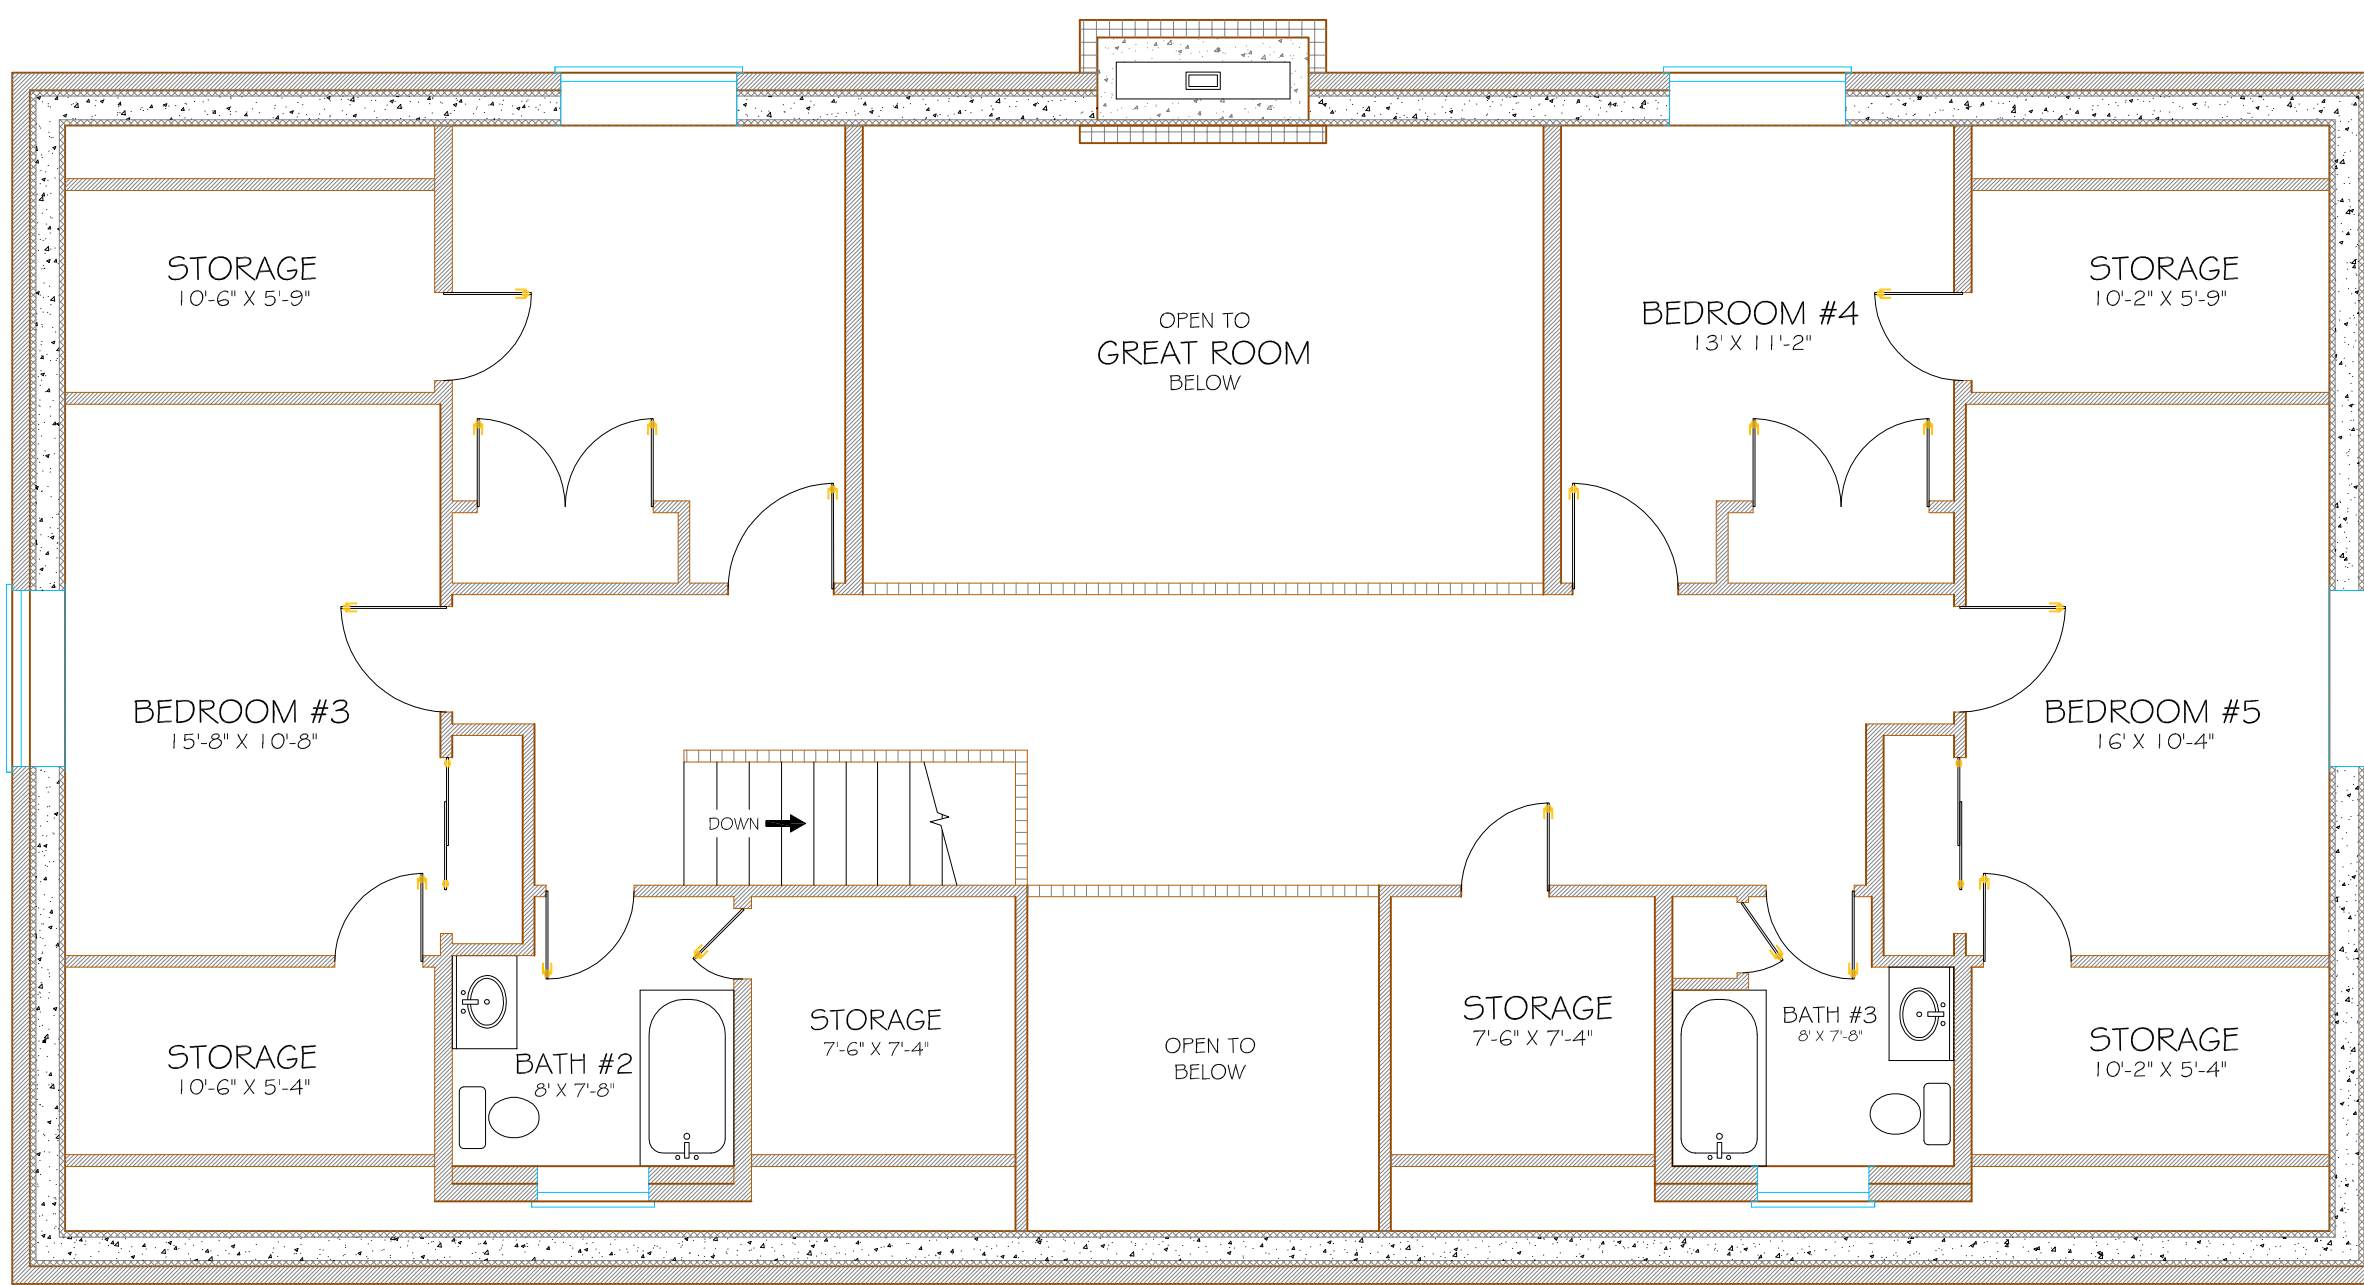 STORAGE
10'-6" X 5'-9"
OPEN TO
GREAT ROOM
BELOW
BEDROOM #4
13' X 11'-2"
STORAGE
10'-2" X 5'-9"
BEDROOM #3
15'-8" X 10'-8"
DOWN
BEDROOM #5
16' X 10'-4"
STORAGE
10'-6" X 5'-4"
BATH #2
8' X 7'-8"
STORAGE
7'-6" X 7'-4"
OPEN TO
BELOW
STORAGE
7'-6" X 7'-4"
BATH #3
8' X 7'-8"
STORAGE
10'-2" X 5'-4"